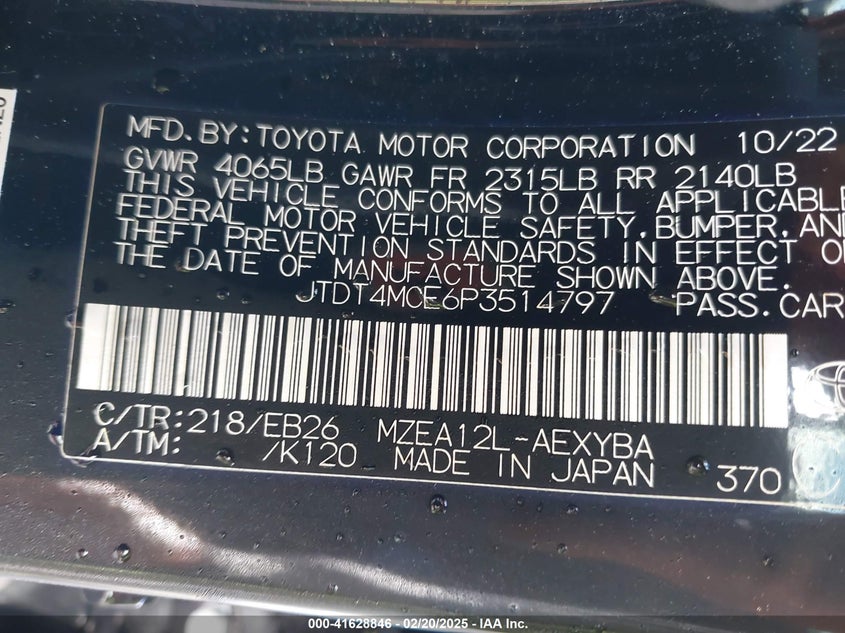 MFD. BY: TOYOTA MOTOR CORPORATION 10/22
GVWR 4065LB GAWR FR 2315LB RR 2140LB
THIS VEHICLE CONFORMS TO ALL APPLICABLE
FEDERAL MOTOR VEHICLE SAFETY, BUMPER, AND
THEFT PREVENTION STANDARDS IN EFFECT O
THE DATE OF MANUFACTURE SHOWN ABOVE.
JTDT4MCE6P3514797 PASS.CAR
C/TR: 218/EB26 MZEA12L-AEXYBA
A/TM: /K120 MADE IN JAPAN 370
000-41628846 - 02/20/2025 - IAA Inc.